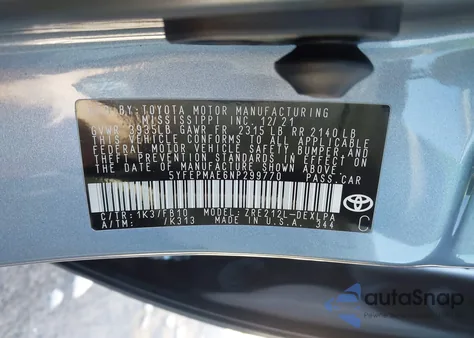 BY: TOYOTA MOTOR MANUFACTURING
MISSISSIPPI INC. 12/21
GVWR 3935LB GAWR FR 2315 LB RR 2140 LB
THIS VEHICLE CONFORMS TO ALL APPLICABLE
FEDERAL MOTOR VEHICLE SAFETY, BUMPER,
AND THEFT PREVENTION STANDARDS IN EFFECT ON
THE DATE OF MANUFACTURE SHOWN ABOVE.
5YFEPMAE6NP299770 PASS.CAR
C/TR: 1K3/FB10 MODEL: ZRE212L-DEXLPA
A/TM: /K313 MADE IN U.S.A. 344
C
autaSnap